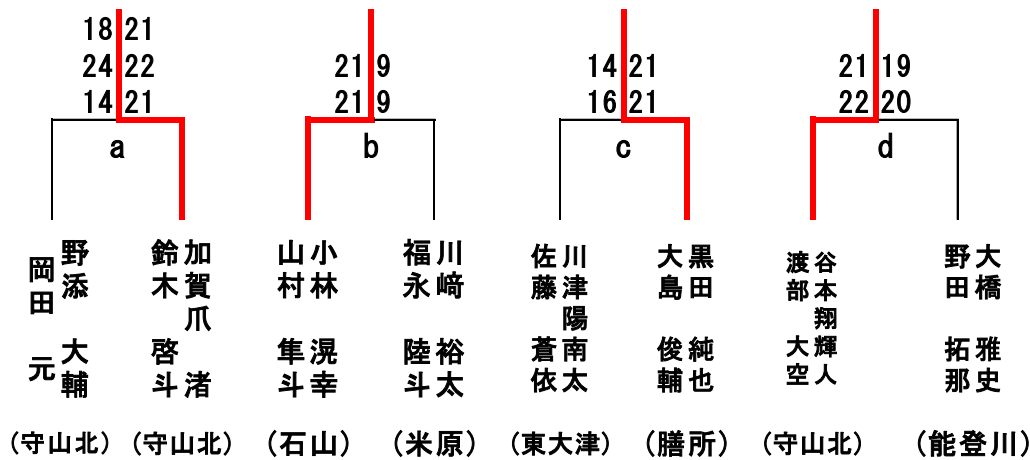 18 21
24 22
14 21
a
21 9
21 9
b
14 21
16 21
c
21 19
22 20
d
野添 大輔
岡田 元
(守山北)
加賀爪 渚
鈴木 啓斗
(守山北)
小林 滉幸
山村 隼斗
(石山)
川﨑 裕太
福永 陸斗
(米原)
川津陽南太
佐藤 蒼依
(東大津)
黒田 純也
大島 俊輔
(膳所)
谷本翔輝人
渡部 大空
(守山北)
大橋 雅史
野田 拓那
(能登川)